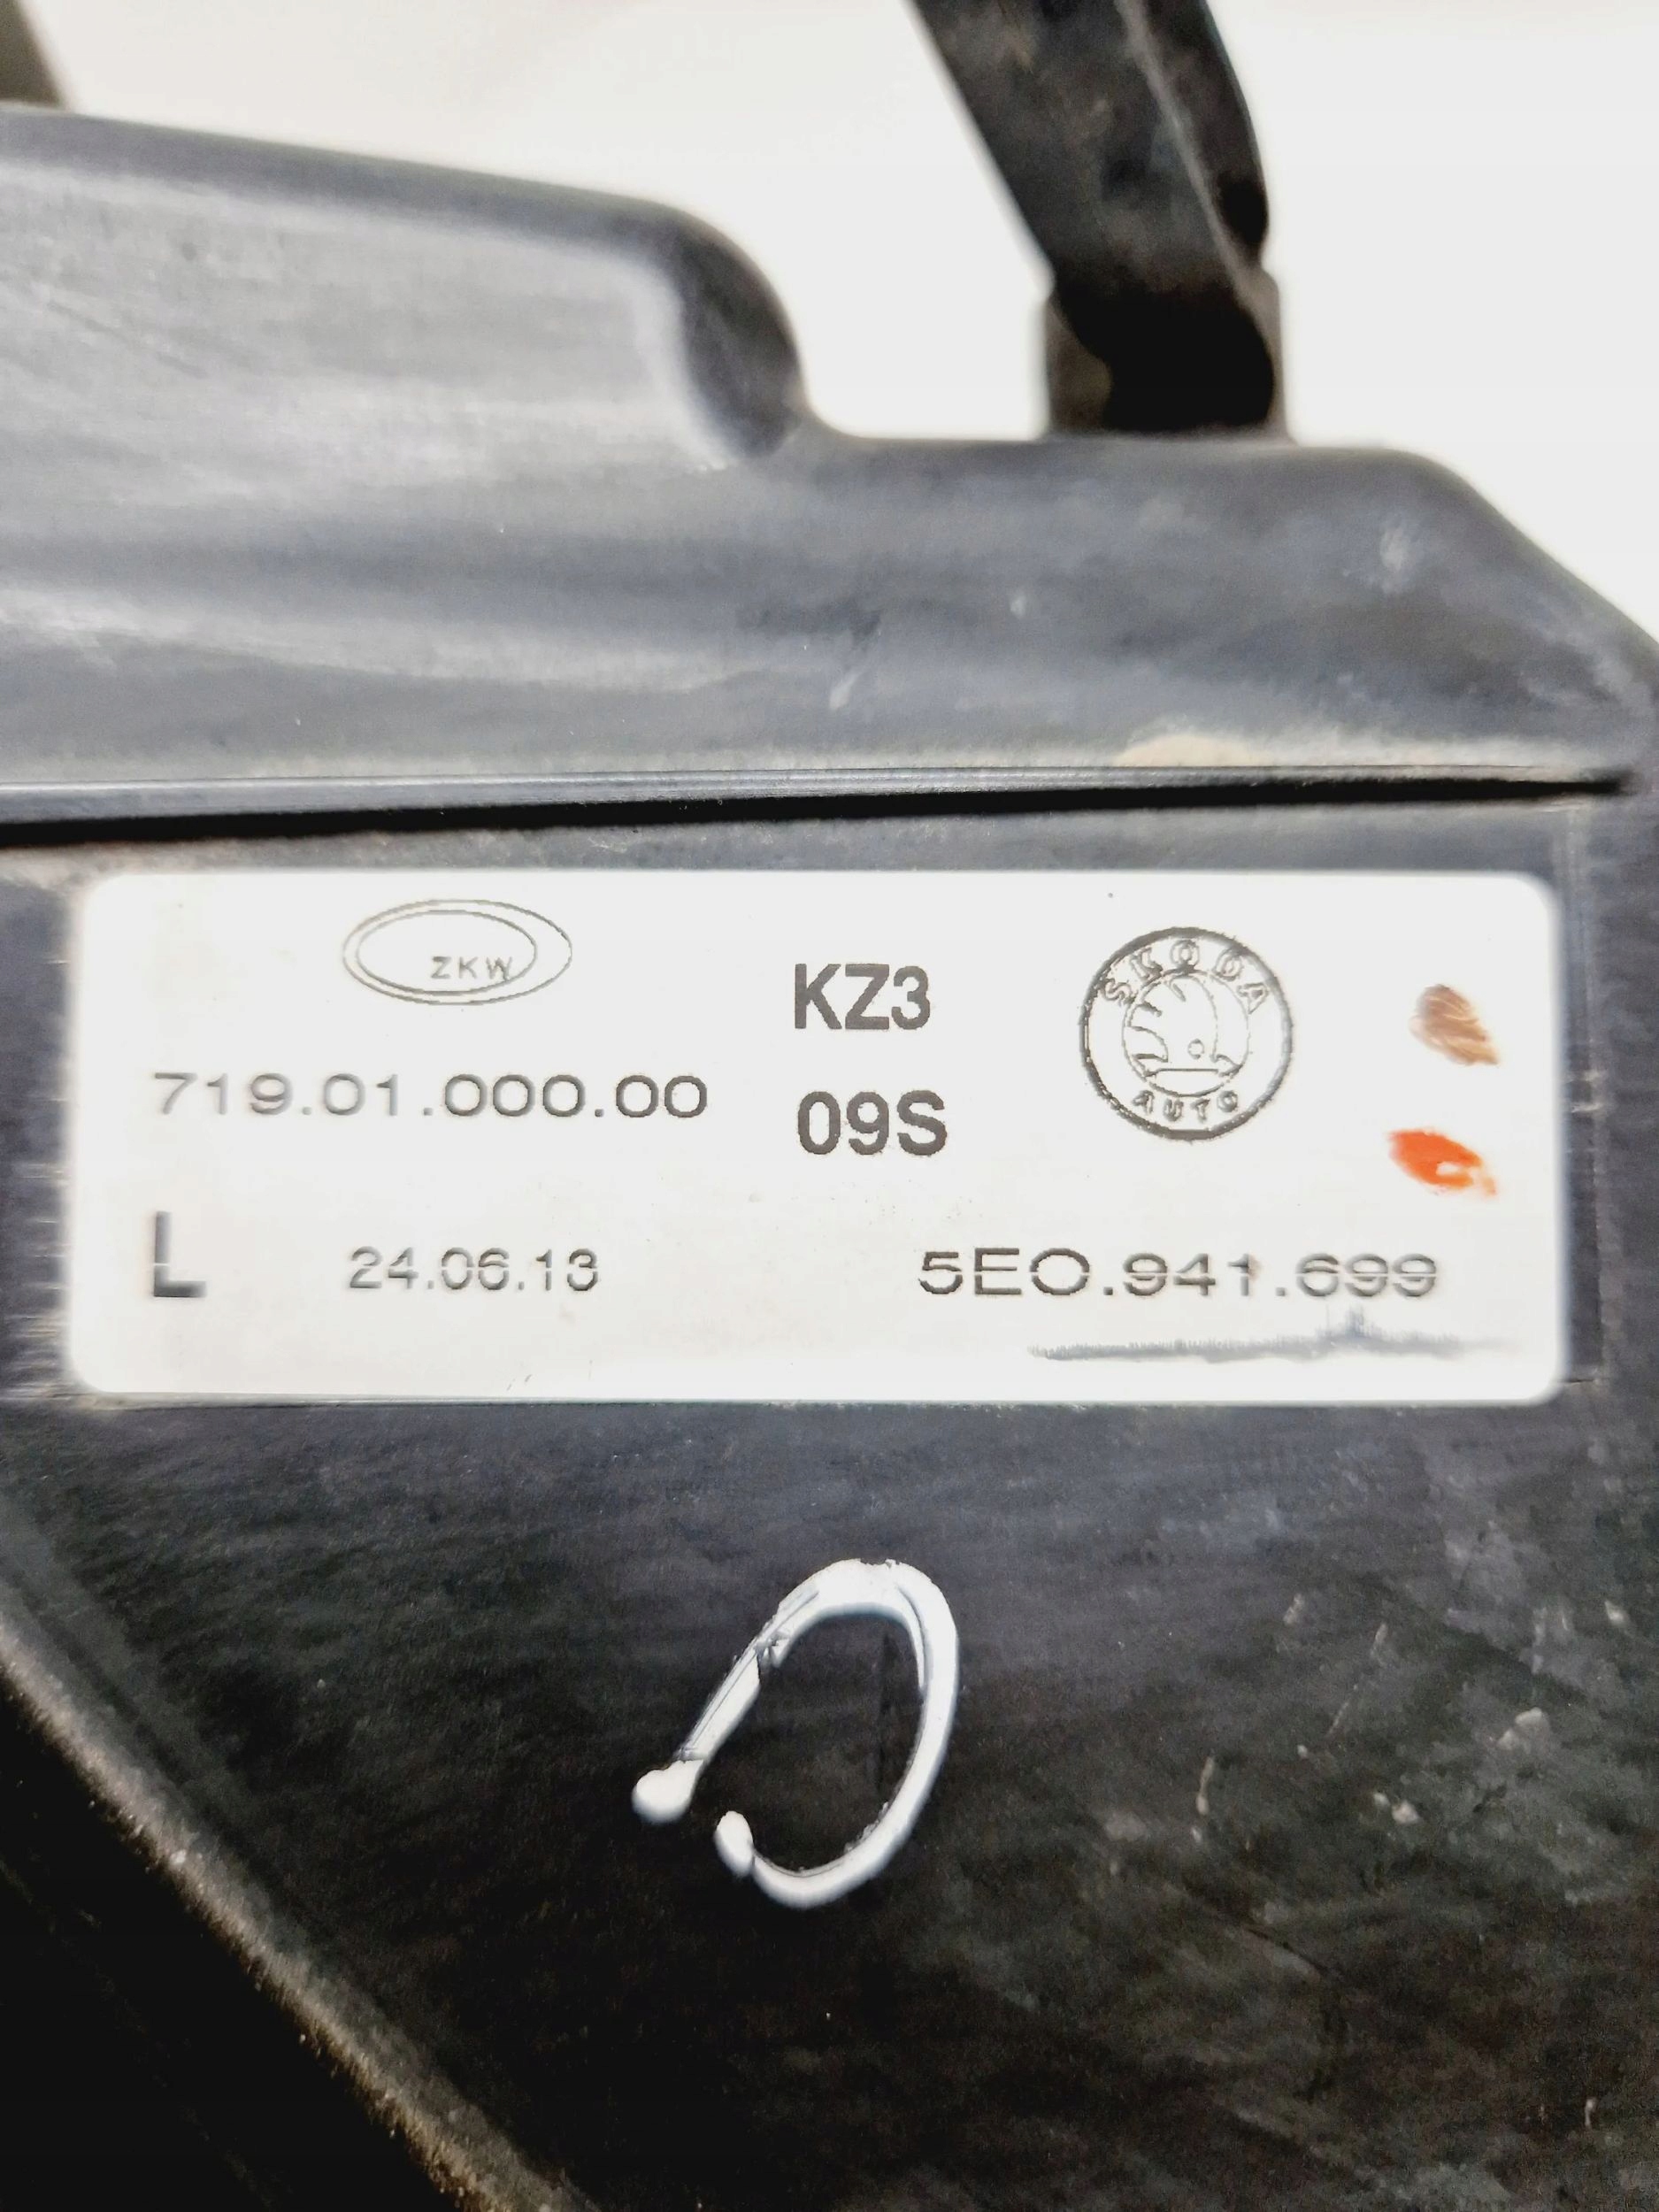 ZKW
KZ3
SKODA
AUTO
719.01.000.00
09S
L
24.06.13
5E0.941.699